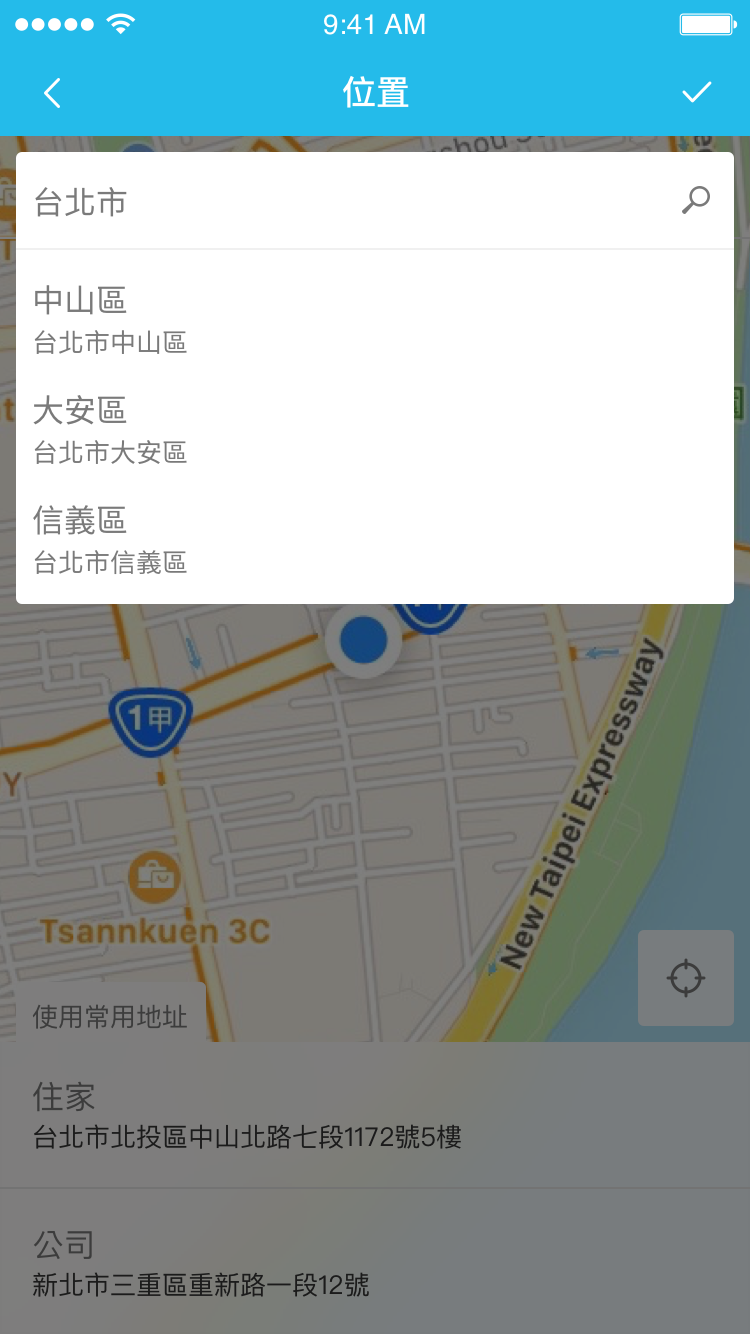 9:41 AM
位置
台北市
中山區
台北市中山區
大安區
台北市大安區
信義區
台北市信義區
1甲
New Taipei Expressway
Tsannkuen 3C
使用常用地址
住家
台北市北投區中山北路七段1172號5樓
公司
新北市三重區重新路一段12號